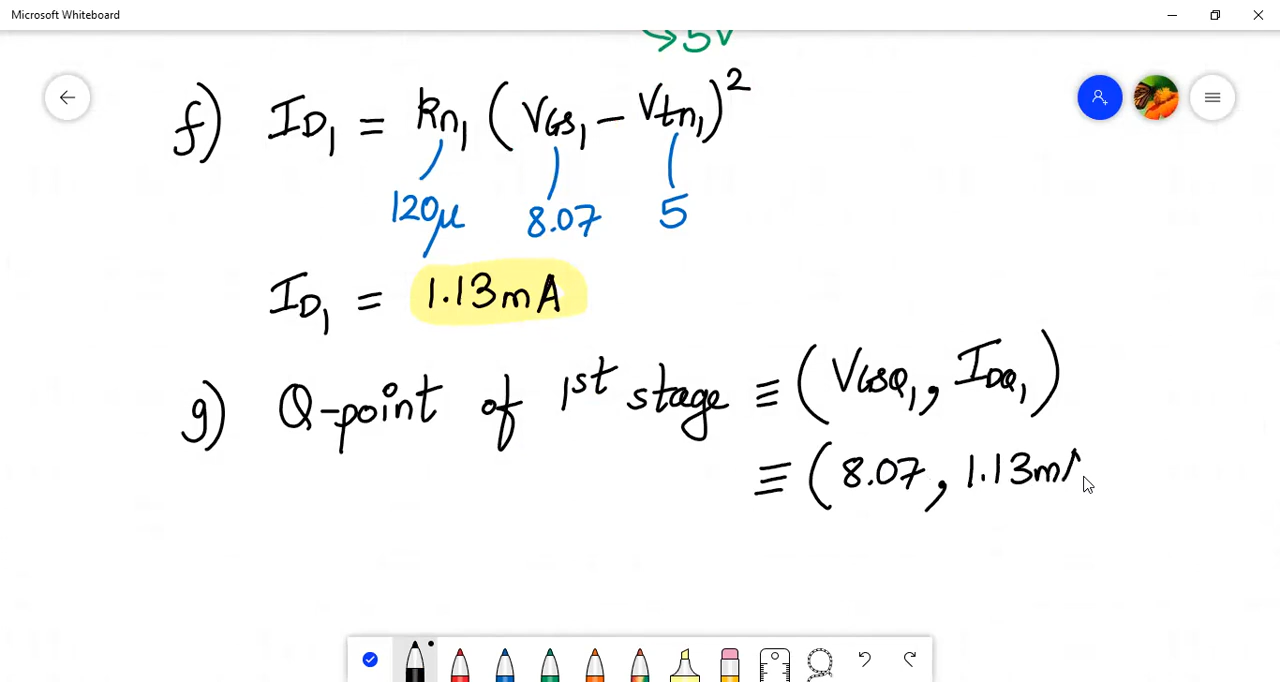 Microsoft Whiteboard
→5V
f) ID1 = kn1 (VGS1 − Vtn1)²
120μ 8.07 5
ID1 = 1.13mA
g) Q-point of 1st stage ≡ (VGSQ1, IDQ1)
≡ (8.07, 1.13mA